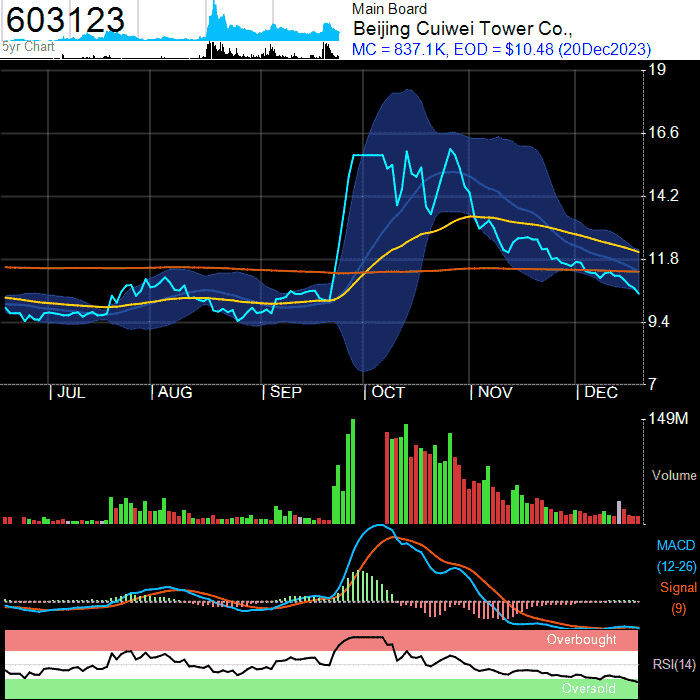 603123
5yr Chart
Main Board
Beijing Cuiwei Tower Co.,
MC = 837.1K, EOD = $10.48 (20Dec2023)
19
16.6
14.2
11.8
9.4
7
| JUL | AUG | SEP | OCT | NOV | DEC
149M
Volume
MACD
(12-26)
Signal
(9)
Overbought
RSI(14)
Oversold